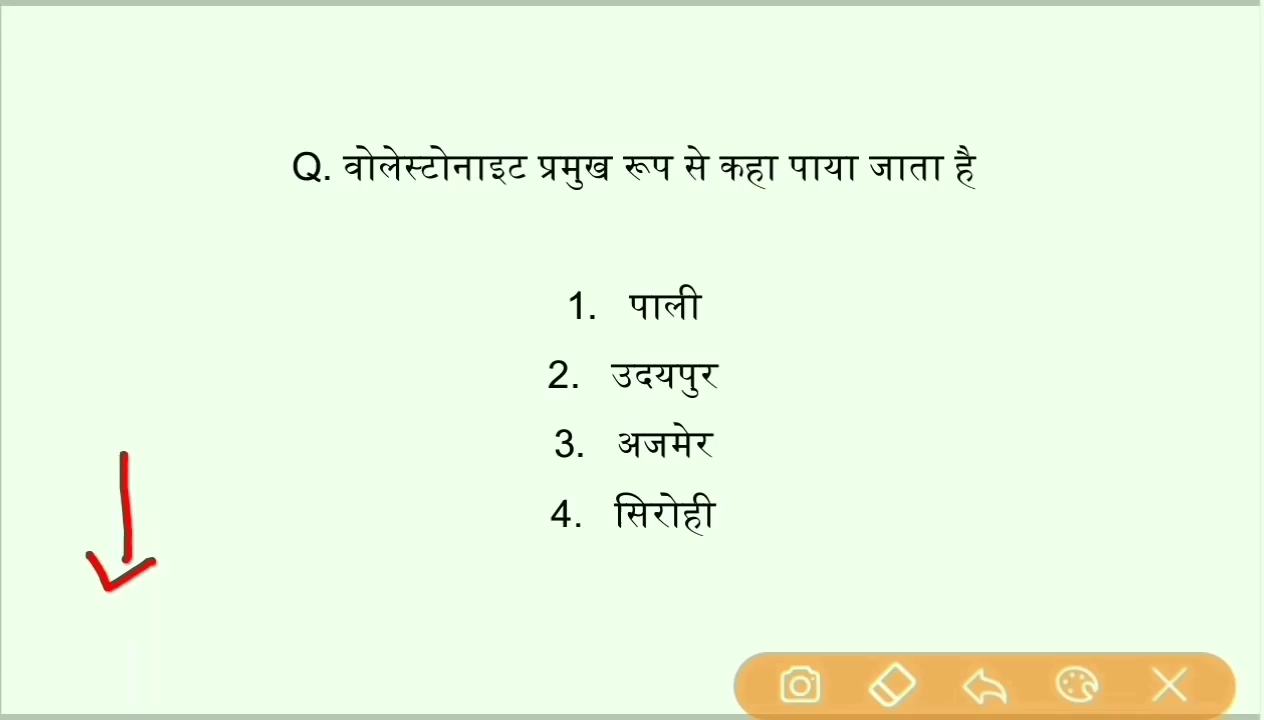 Q. वोलेस्टोनाइट प्रमुख रूप से कहा पाया जाता है
1. पाली
2. उदयपुर
3. अजमेर
4. सिरोही